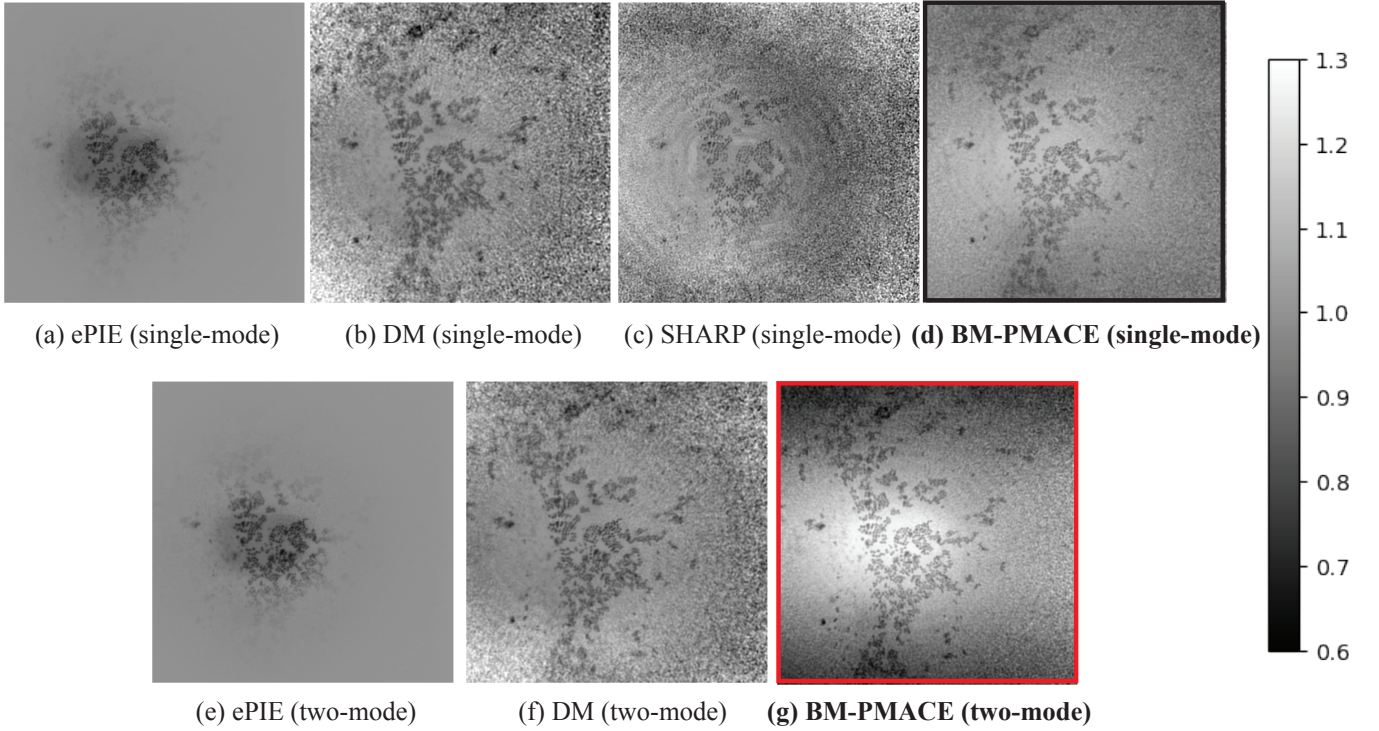 (a) ePIE (single-mode)
(b) DM (single-mode)
(c) SHARP (single-mode)
(d) BM-PMACE (single-mode)
(e) ePIE (two-mode)
(f) DM (two-mode)
(g) BM-PMACE (two-mode)
1.3
1.2
1.1
1.0
0.9
0.8
0.7
0.6